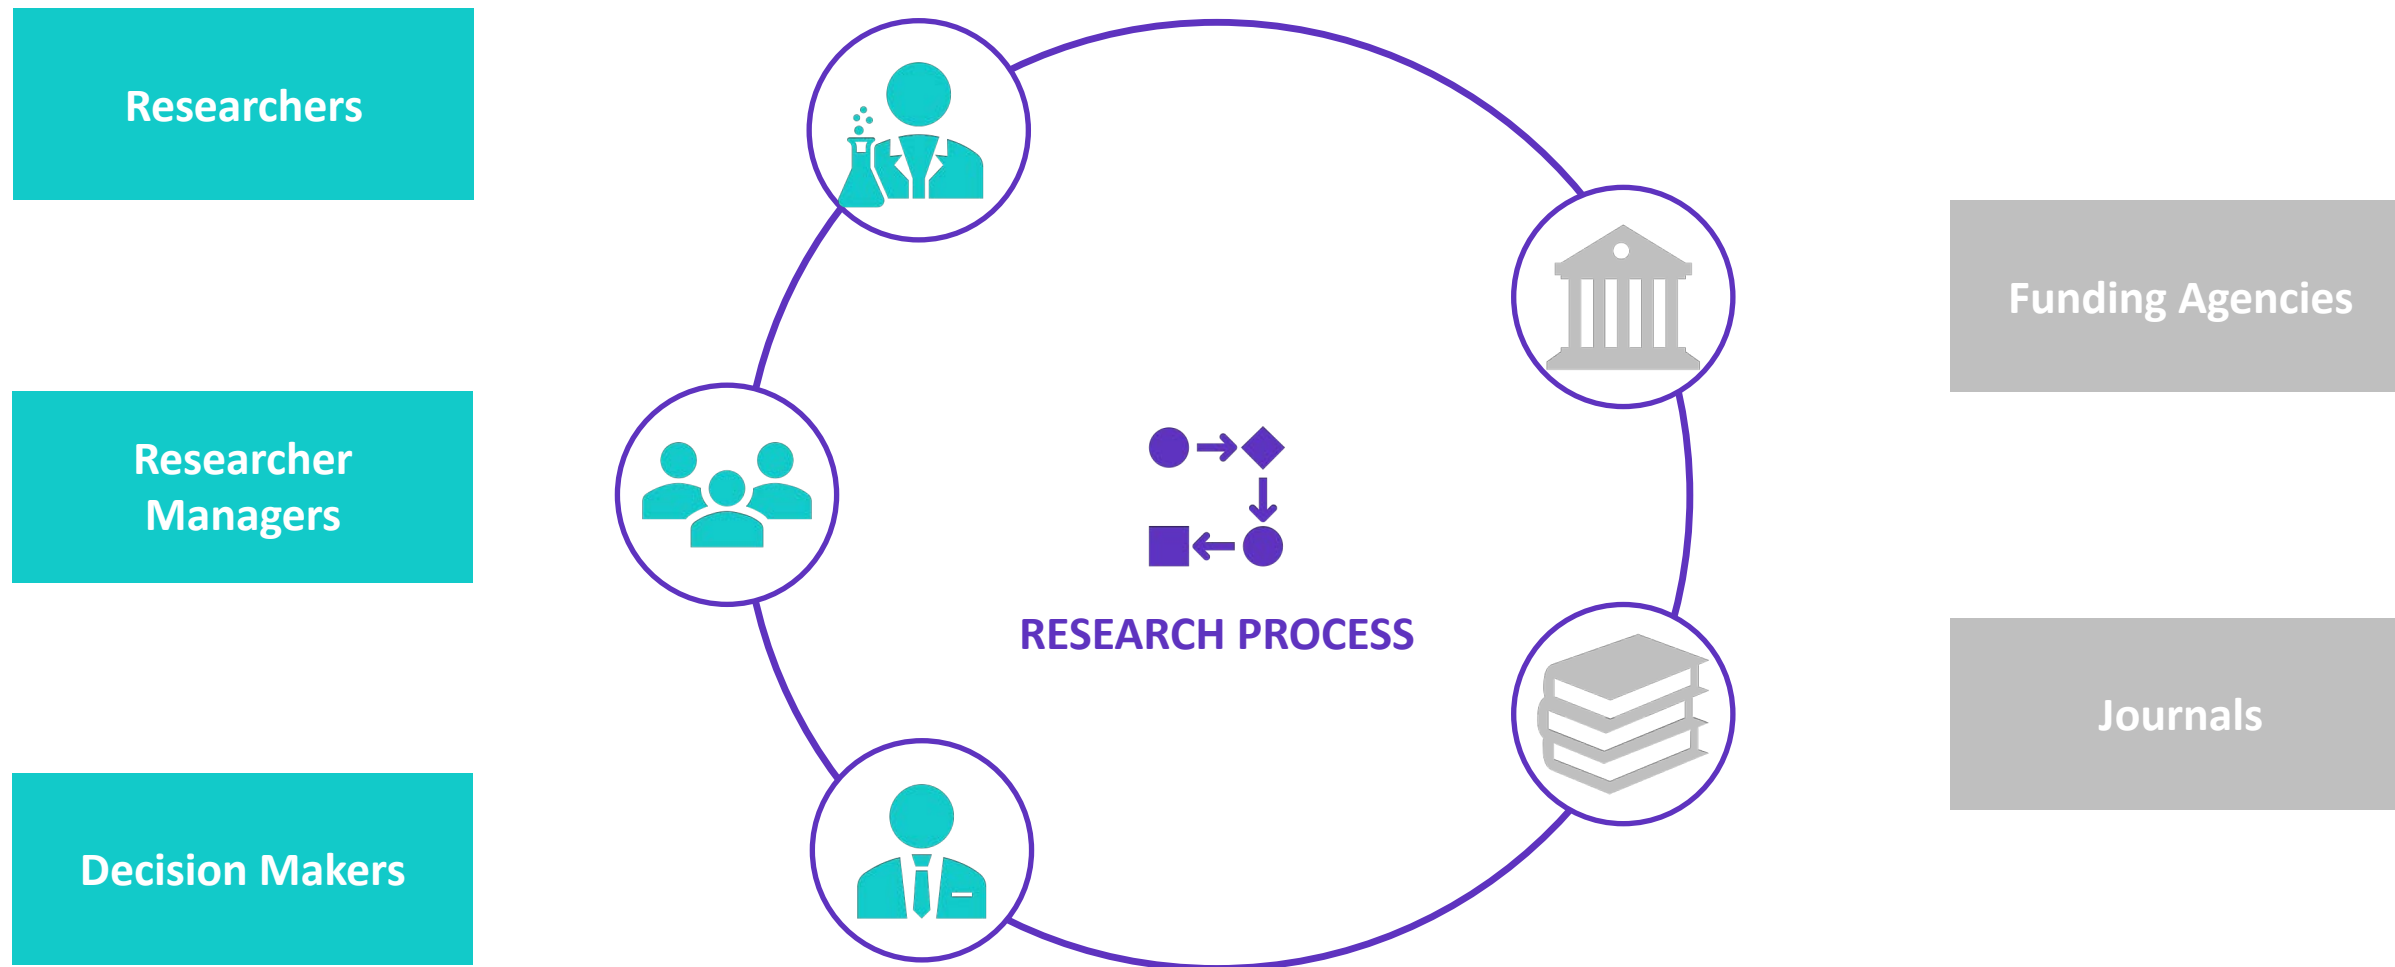 Researchers
Researcher
Managers
Decision Makers
RESEARCH PROCESS
Funding Agencies
Journals